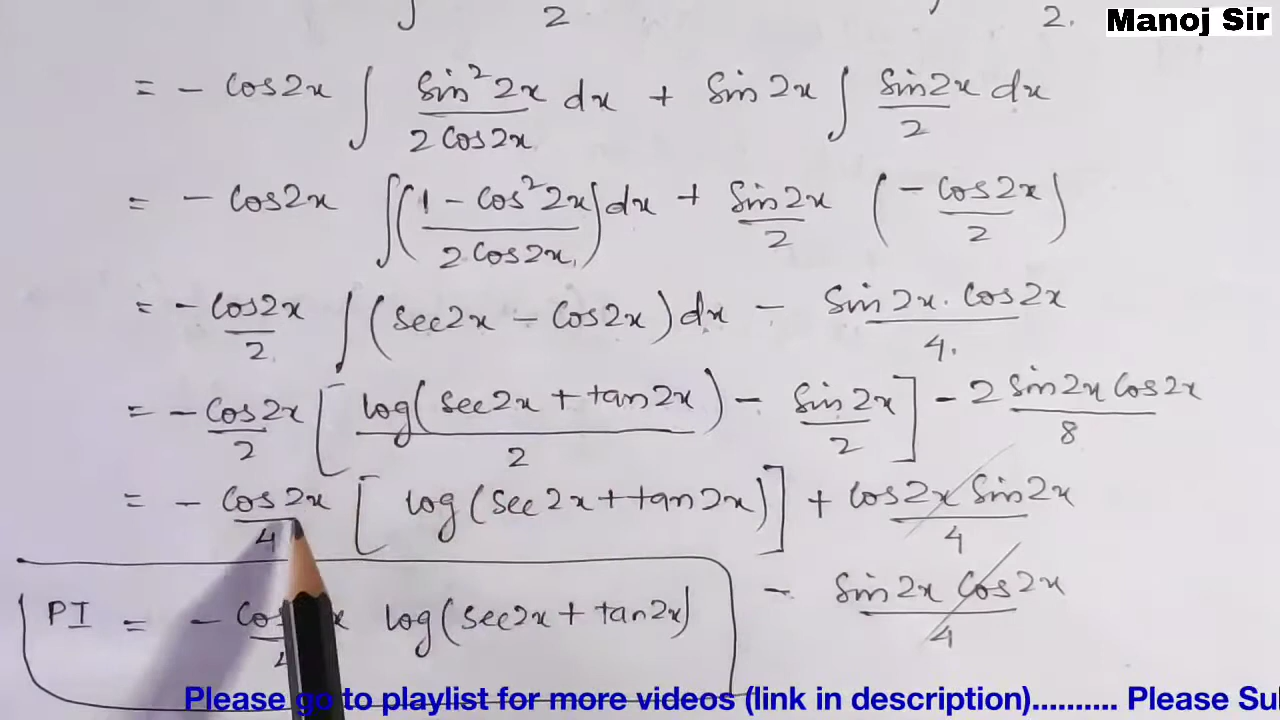 ∫ 2 2.
Manoj Sir
= - Cos2x ∫ Sin²2x / 2Cos2x dx + Sin2x ∫ Sin2x / 2 dx
= - Cos2x ∫(1 - Cos²2x / 2Cos2x) dx + Sin2x / 2 (-Cos2x / 2)
= - Cos2x / 2 ∫(Sec2x - Cos2x)dx - Sin2x. Cos2x / 4.
= - Cos2x / 2 [log(Sec2x + tan2x) / 2 - Sin2x / 2] - 2 Sin2x Cos2x / 8
= - Cos2x / 4 [log(Sec2x + tan2x)] + Cos2x Sin2x / 4
- Sin2x Cos2x / 4
PI = - log(Sec2x + tan2x)
Please go to playlist for more videos (link in description).......... Please Su